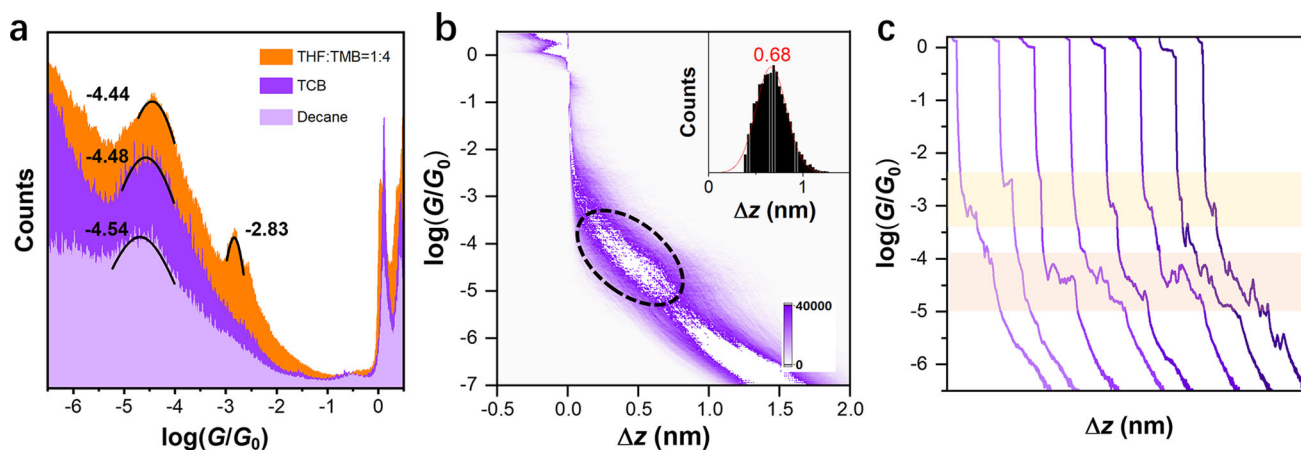 a
THF:TMB=1:4
TCB
Decane
-4.44
-4.48
-4.54
-2.83
Counts
-6 -5 -4 -3 -2 -1 0
log(G/G0)
b
0
-1
-2
-3
-4
-5
-6
-7
log(G/G0)
-0.5 0.0 0.5 1.0 1.5 2.0
Δz (nm)
0.68
Counts
0 1
Δz (nm)
40000
0
c
0
-1
-2
-3
-4
-5
-6
log(G/G0)
Δz (nm)